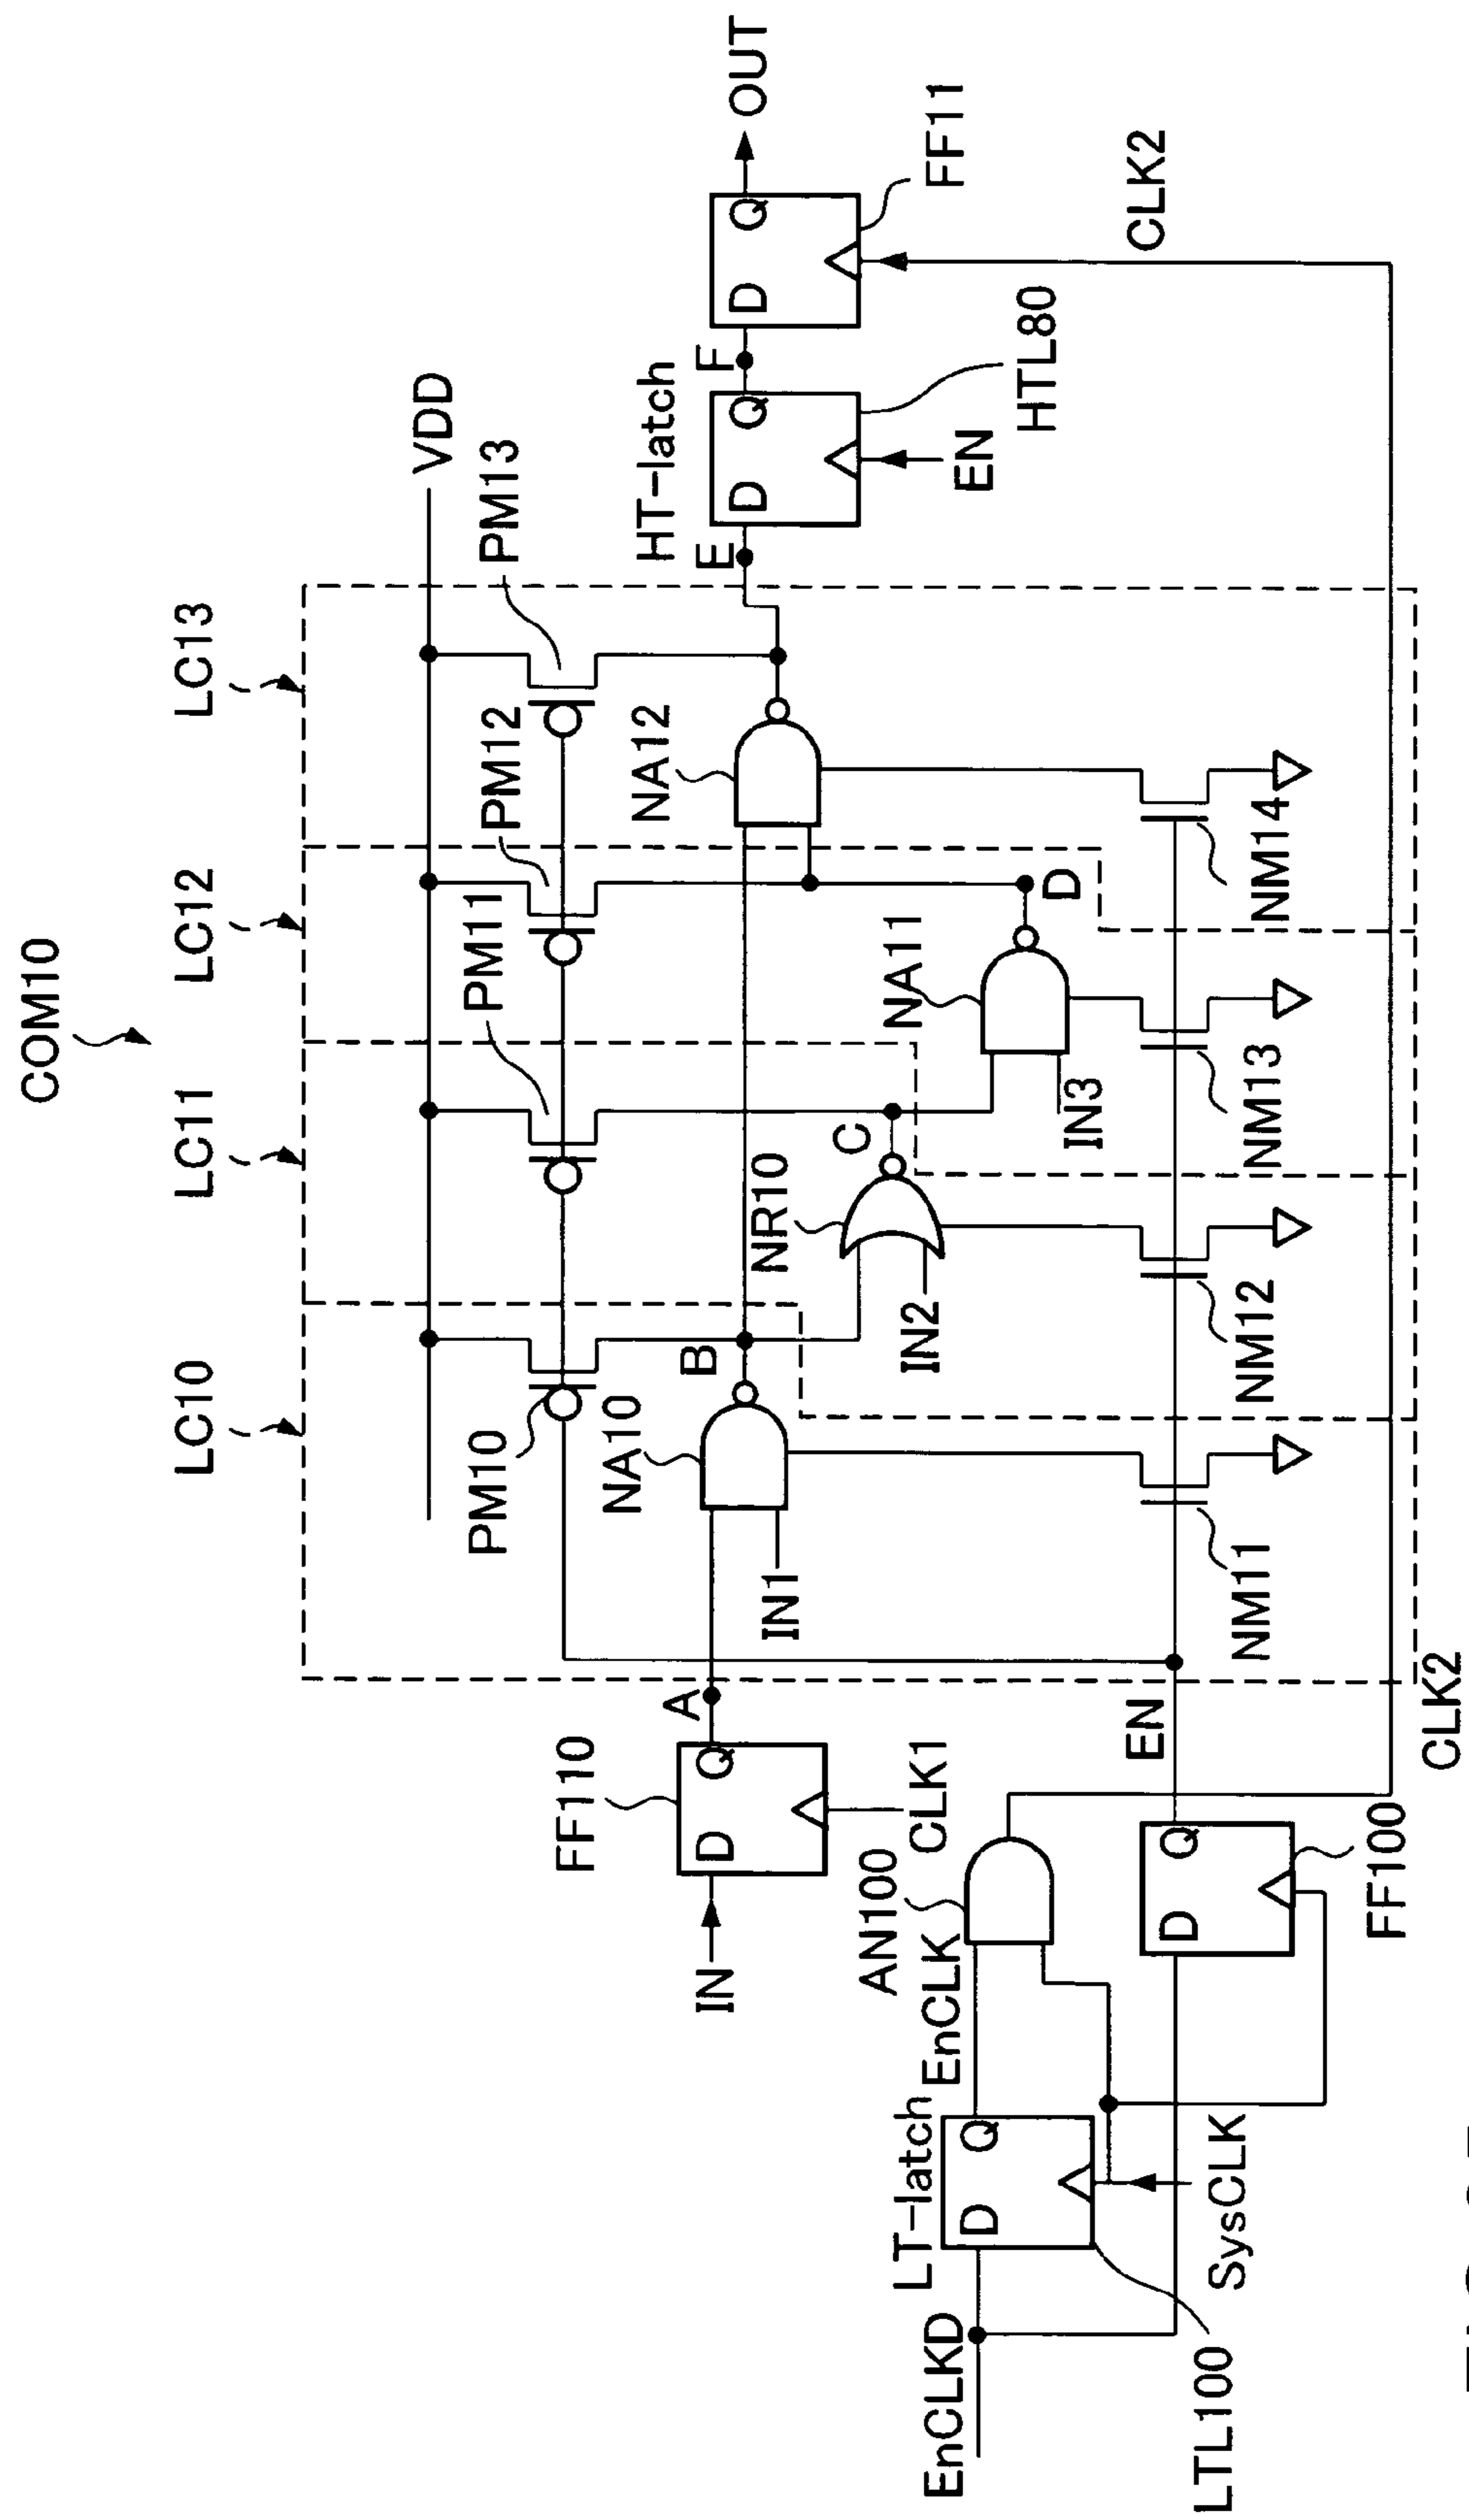 COM10
LC10
LC11
LC12
LC13
VDD
PM10
PM11
PM12
PM13
NA10
B
NR10
C
NA11
D
NA12
HT-latch
E
F
D Q
D Q
OUT
EN
HTL80
FF11
CLK2
IN
FF110
D Q
A
CLK1
IN1
IN2
IN3
AN100
EnCLK
LT-latch
EnCLKD
D Q
LTL100
SysCLK
D Q
FF100
EN
CLK2
NM11
NM12
NM13
NM14